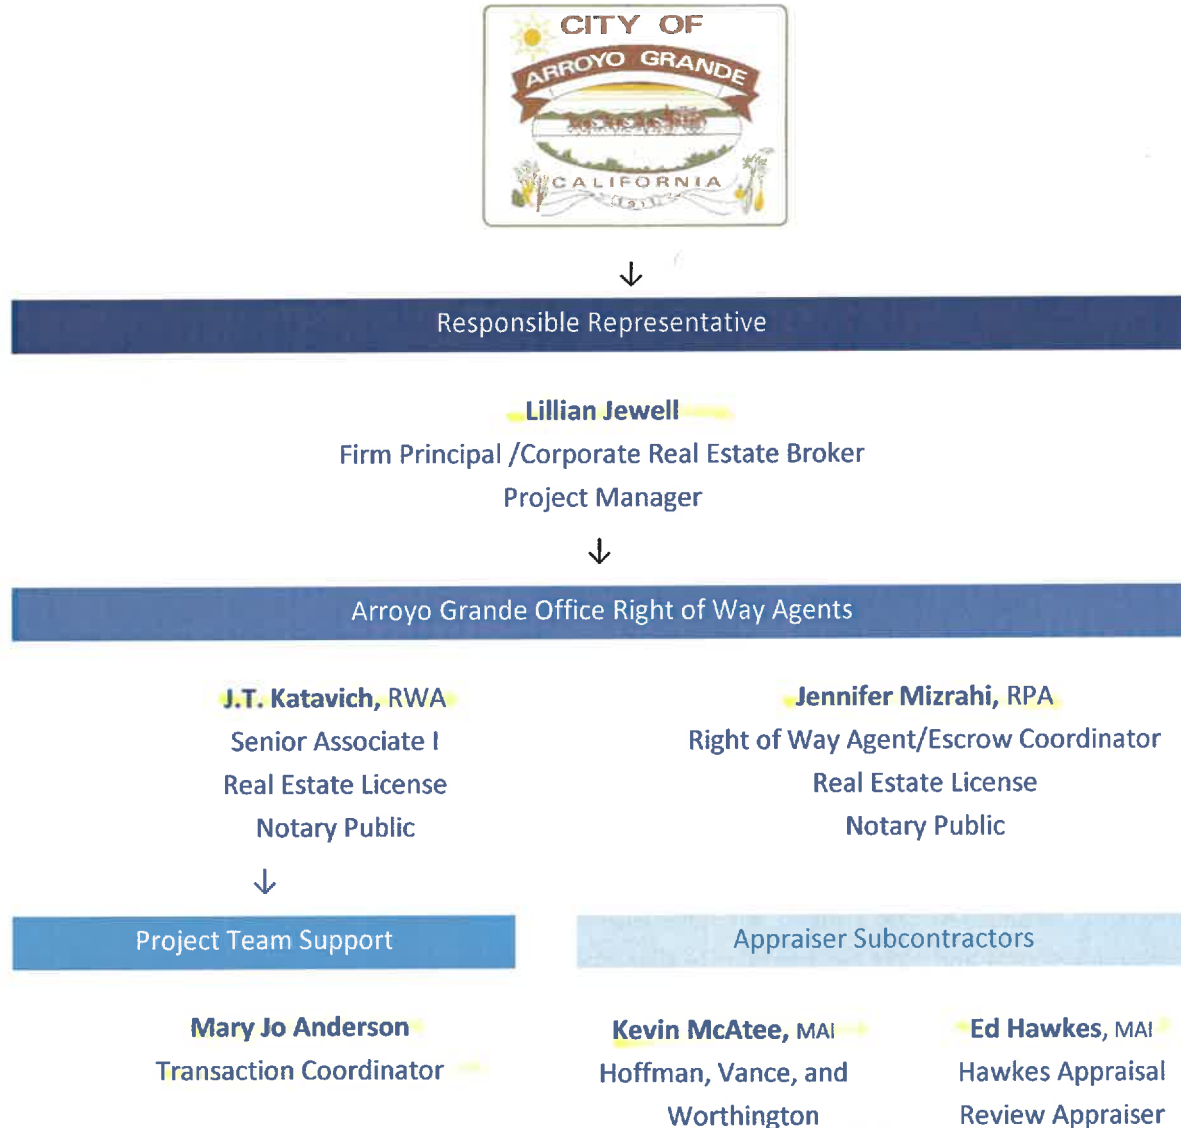 CITY OF
ARROYO GRANDE
CALIFORNIA
1911
↓
Responsible Representative
Lillian Jewell
Firm Principal /Corporate Real Estate Broker
Project Manager
↓
Arroyo Grande Office Right of Way Agents
J.T. Katavich, RWA
Senior Associate I
Real Estate License
Notary Public
Jennifer Mizrahi, RPA
Right of Way Agent/Escrow Coordinator
Real Estate License
Notary Public
↓
Project Team Support
Mary Jo Anderson
Transaction Coordinator
Appraiser Subcontractors
Kevin McAtee, MAI
Hoffman, Vance, and
Worthington
Ed Hawkes, MAI
Hawkes Appraisal
Review Appraiser